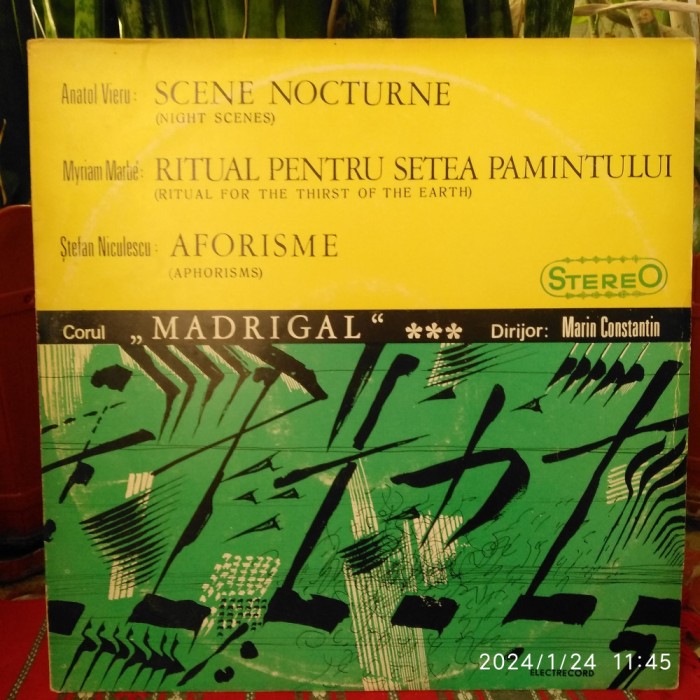 Anatol Vieru: SCENE NOCTURNE
(NIGHT SCENES)
Myriam Marbé: RITUAL PENTRU SETEA PAMINTULUI
(RITUAL FOR THE THIRST OF THE EARTH)
Ștefan Niculescu: AFORISME
(APHORISMS)
STEREO
Corul „MADRIGAL“ *** Dirijor: Marin Constantin
2024/1/24 11:45
ELECTRECORD